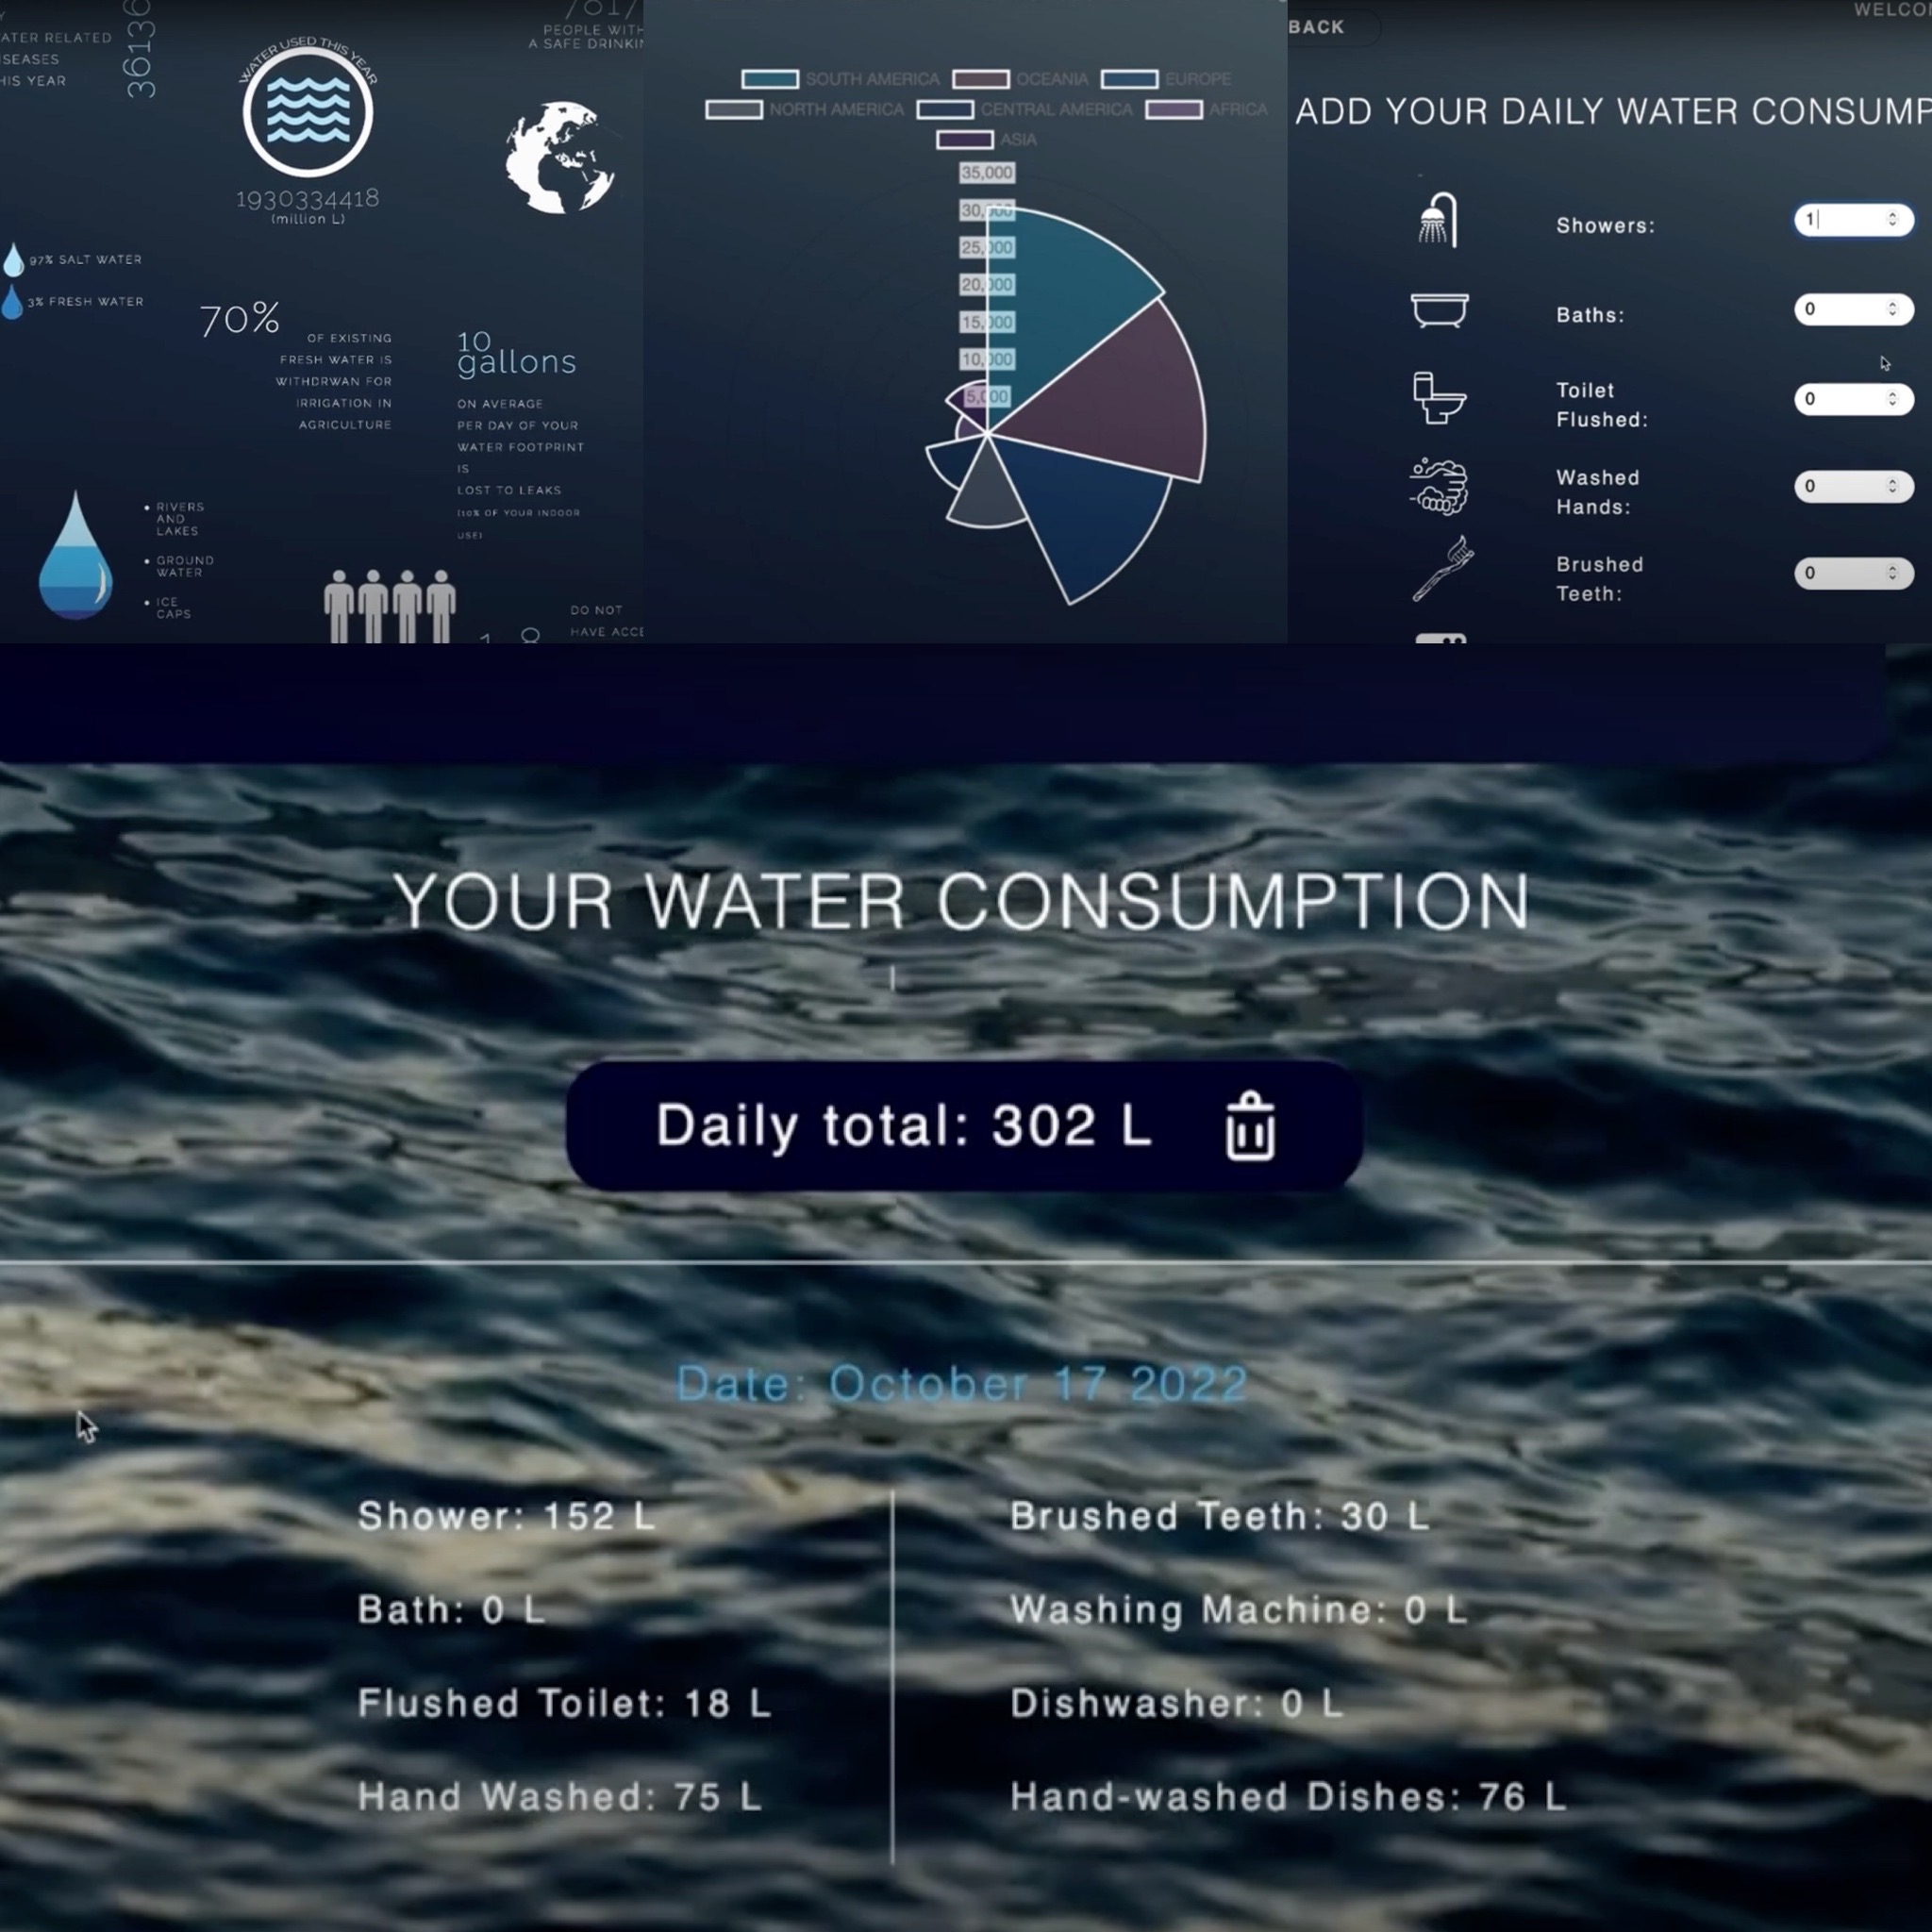 ATER RELATED
SEASES
HIS YEAR
36136
WATER USED THIS YEAR
1930334418
(million L)
PEOPLE WITH
A SAFE DRINKIN
97% SALT WATER
3% FRESH WATER
70%
OF EXISTING
FRESH WATER IS
WITHDRWAN FOR
IRRIGATION IN
AGRICULTURE
10
gallons
ON AVERAGE
PER DAY OF YOUR
WATER FOOTPRINT
IS
LOST TO LEAKS
(10% OF YOUR INDOOR
USE)
• RIVERS
AND
LAKES
• GROUND
WATER
• ICE
CAPS
DO NOT
HAVE ACCE
SOUTH AMERICA OCEANIA EUROPE
NORTH AMERICA CENTRAL AMERICA AFRICA
ASIA
35,000
30,000
25,000
20,000
15,000
10,000
5,000
BACK
WELCO
ADD YOUR DAILY WATER CONSUMP
Showers: 1
Baths: 0
Toilet
Flushed: 0
Washed
Hands: 0
Brushed
Teeth: 0
YOUR WATER CONSUMPTION
Daily total: 302 L
Date: October 17 2022
Shower: 152 L
Bath: 0 L
Flushed Toilet: 18 L
Hand Washed: 75 L
Brushed Teeth: 30 L
Washing Machine: 0 L
Dishwasher: 0 L
Hand-washed Dishes: 76 L